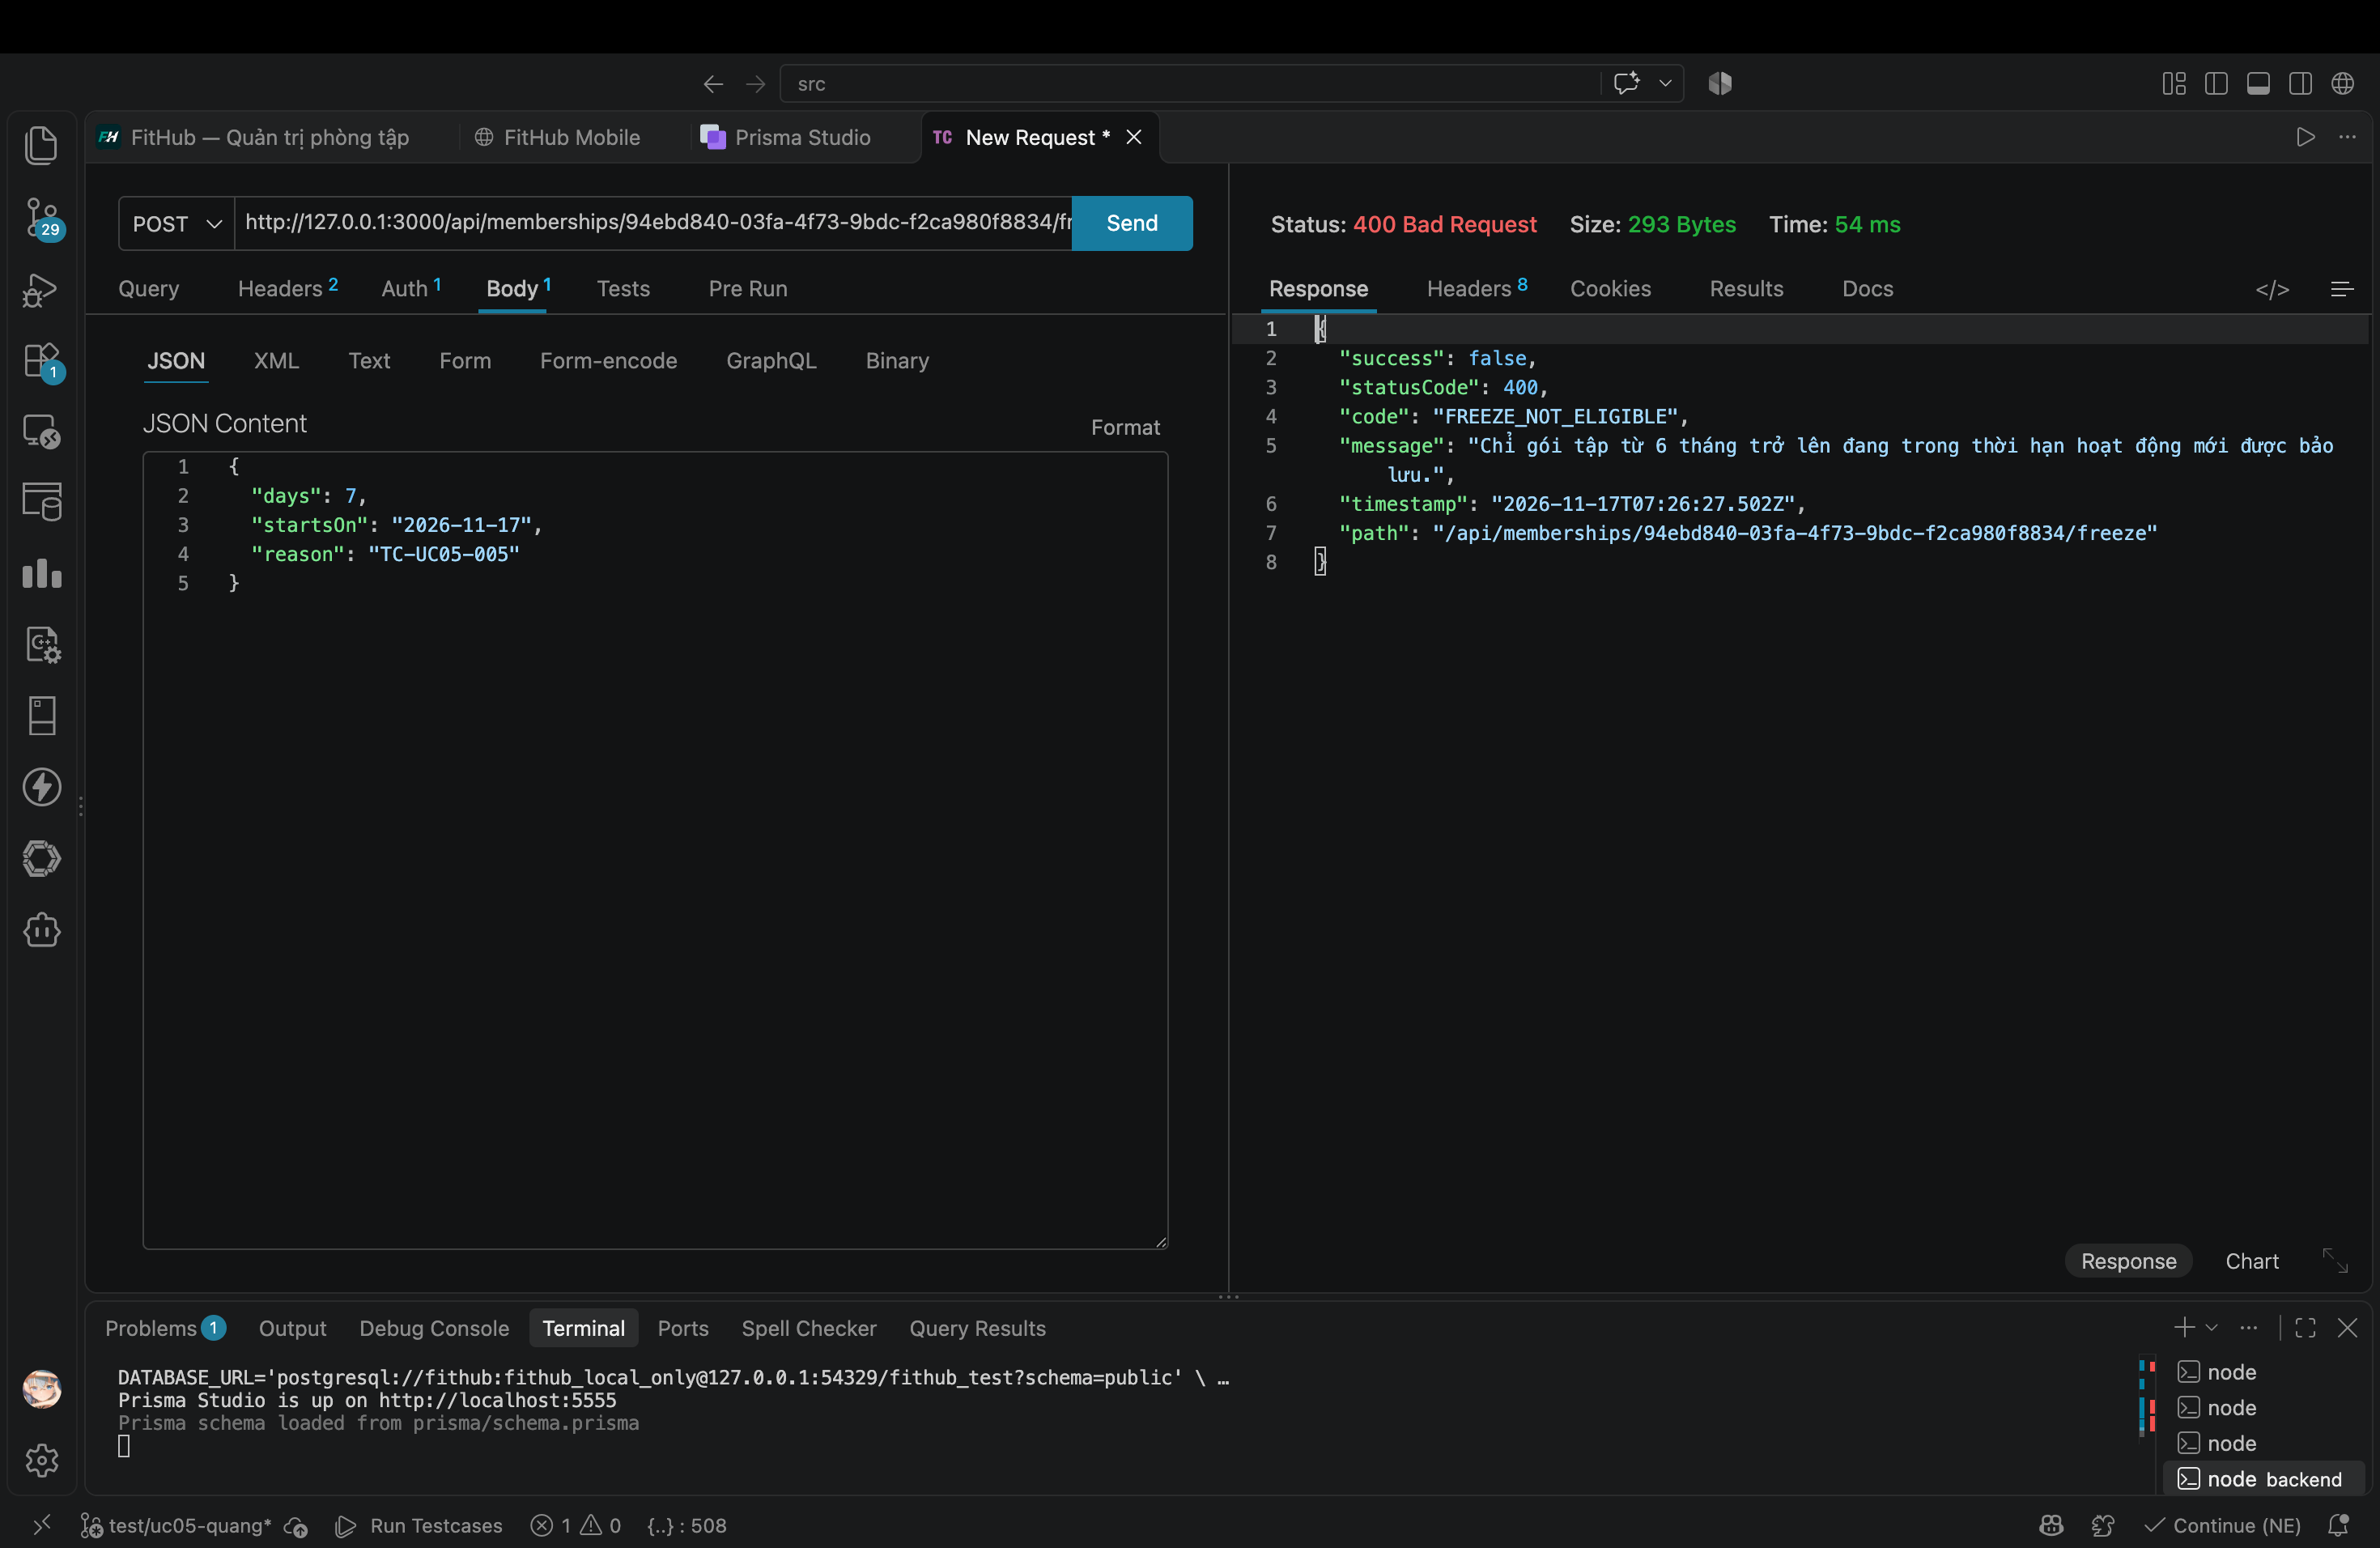 src
FitHub — Quản trị phòng tập
FitHub Mobile
Prisma Studio
TC New Request *
POST
http://127.0.0.1:3000/api/memberships/94ebd840-03fa-4f73-9bdc-f2ca980f8834/fr
Send
Query Headers 2 Auth 1 Body 1 Tests Pre Run
JSON XML Text Form Form-encode GraphQL Binary
JSON Content
Format
1 {
2 "days": 7,
3 "startsOn": "2026-11-17",
4 "reason": "TC-UC05-005"
5 }
Status: 400 Bad Request Size: 293 Bytes Time: 54 ms
Response Headers 8 Cookies Results Docs </>
1 {
2 "success": false,
3 "statusCode": 400,
4 "code": "FREEZE_NOT_ELIGIBLE",
5 "message": "Chỉ gói tập từ 6 tháng trở lên đang trong thời hạn hoạt động mới được bảo
lưu.",
6 "timestamp": "2026-11-17T07:26:27.502Z",
7 "path": "/api/memberships/94ebd840-03fa-4f73-9bdc-f2ca980f8834/freeze"
8 }
Response Chart
29
1
Problems 1 Output Debug Console Terminal Ports Spell Checker Query Results
DATABASE_URL='postgresql://fithub:fithub_local_only@127.0.0.1:54329/fithub_test?schema=public' \ …
Prisma Studio is up on http://localhost:5555
Prisma schema loaded from prisma/schema.prisma
node
node
node
node backend
test/uc05-quang* Run Testcases 1 0 {..} : 508
Continue (NE)